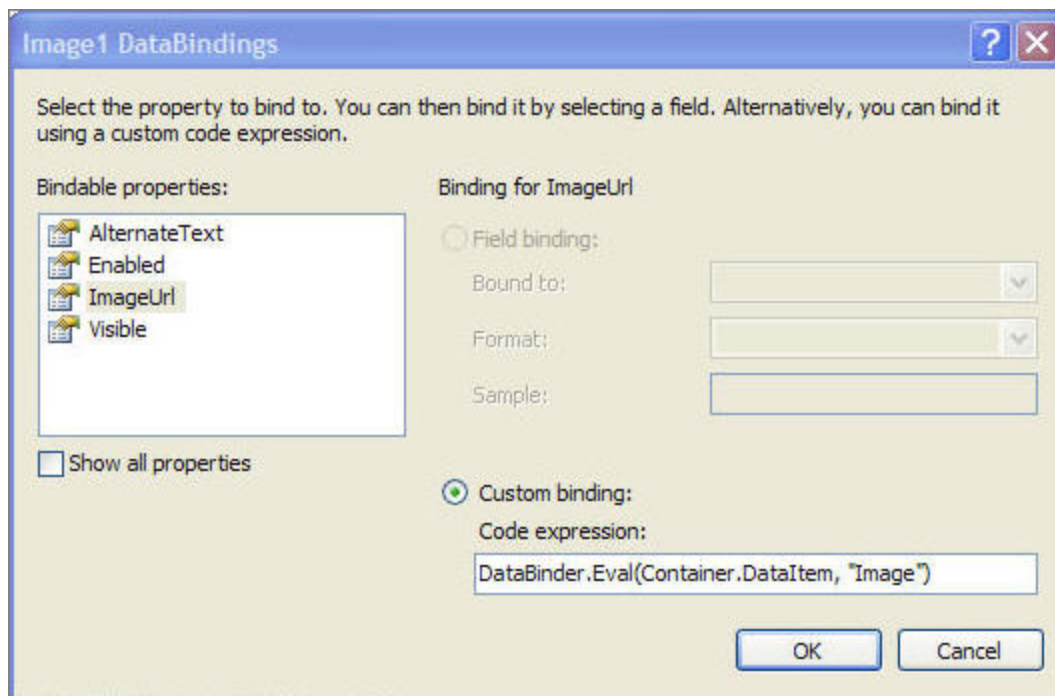 Image1 DataBindings
Select the property to bind to. You can then bind it by selecting a field. Alternatively, you can bind it
using a custom code expression.
Bindable properties:
AlternateText
Enabled
ImageUrl
Visible
Show all properties
Binding for ImageUrl
Field binding:
Bound to:
Format:
Sample:
Custom binding:
Code expression:
DataBinder.Eval(Container.DataItem, "Image")
OK
Cancel